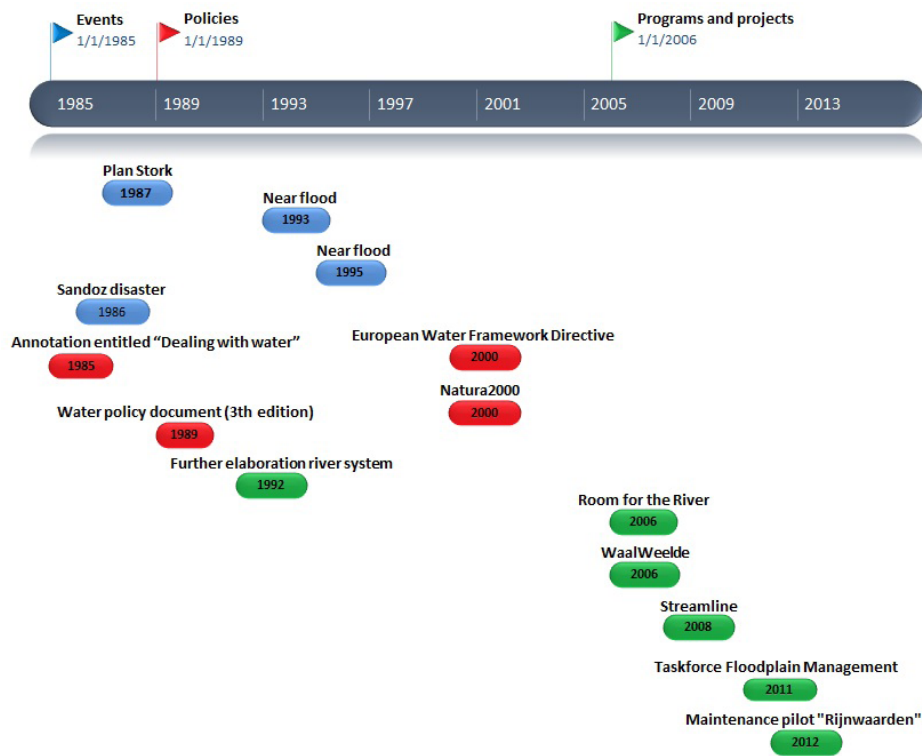 Events
1/1/1985
Policies
1/1/1989
Programs and projects
1/1/2006
1985 1989 1993 1997 2001 2005 2009 2013
Plan Stork
1987
Near flood
1993
Near flood
1995
Sandoz disaster
1986
Annotation entitled “Dealing with water”
1985
European Water Framework Directive
2000
Natura2000
2000
Water policy document (3th edition)
1989
Further elaboration river system
1992
Room for the River
2006
WaalWeelde
2006
Streamline
2008
Taskforce Floodplain Management
2011
Maintenance pilot "Rijnwaarden"
2012